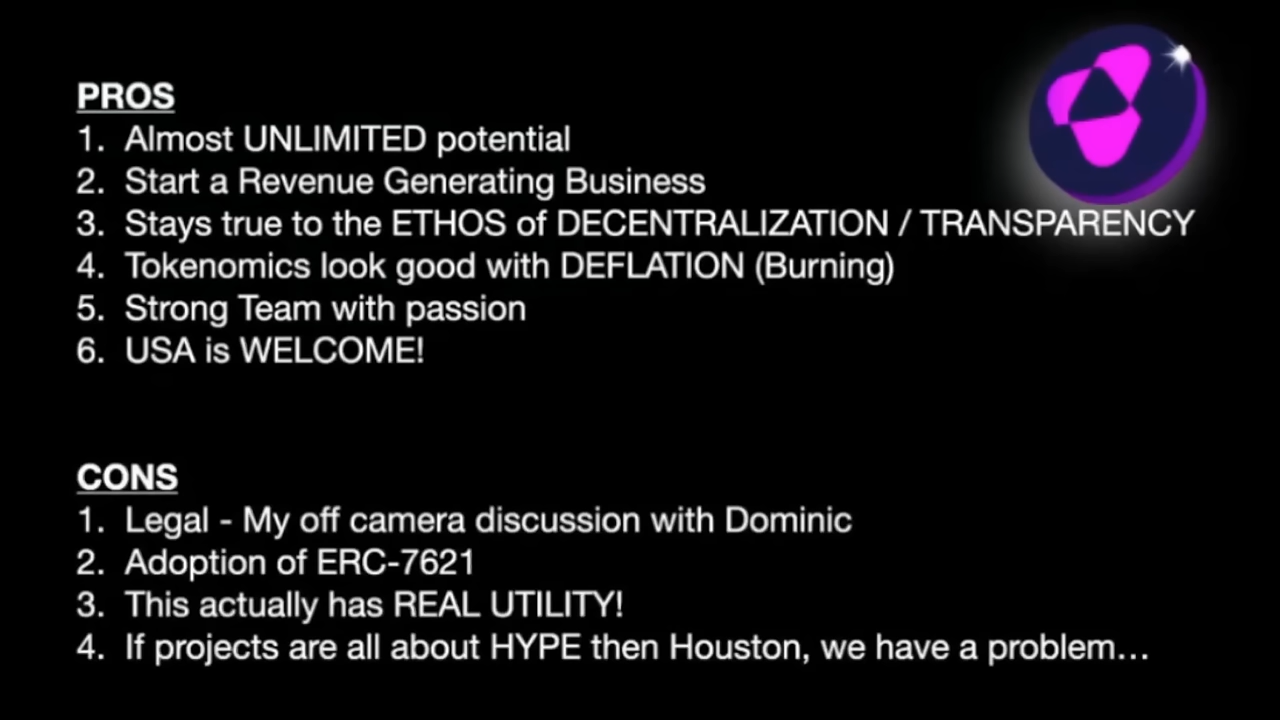 PROS
1. Almost UNLIMITED potential
2. Start a Revenue Generating Business
3. Stays true to the ETHOS of DECENTRALIZATION / TRANSPARENCY
4. Tokenomics look good with DEFLATION (Burning)
5. Strong Team with passion
6. USA is WELCOME!
CONS
1. Legal - My off camera discussion with Dominic
2. Adoption of ERC-7621
3. This actually has REAL UTILITY!
4. If projects are all about HYPE then Houston, we have a problem…